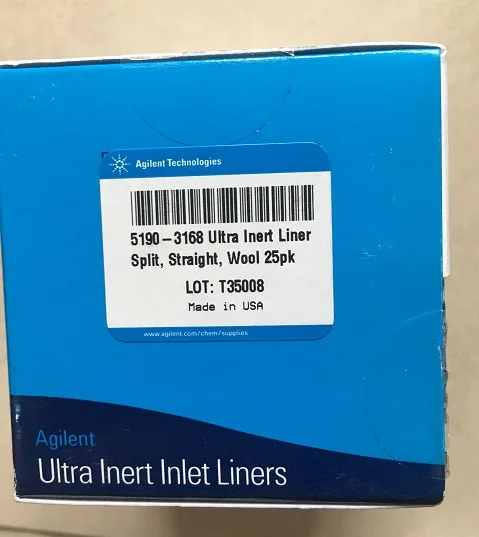 Agilent Technologies
5190-3168 Ultra Inert Liner
Split, Straight, Wool 25pk
LOT: T35008
Made in USA
www.agilent.com/chem/supplies
Agilent
Ultra Inert Inlet Liners